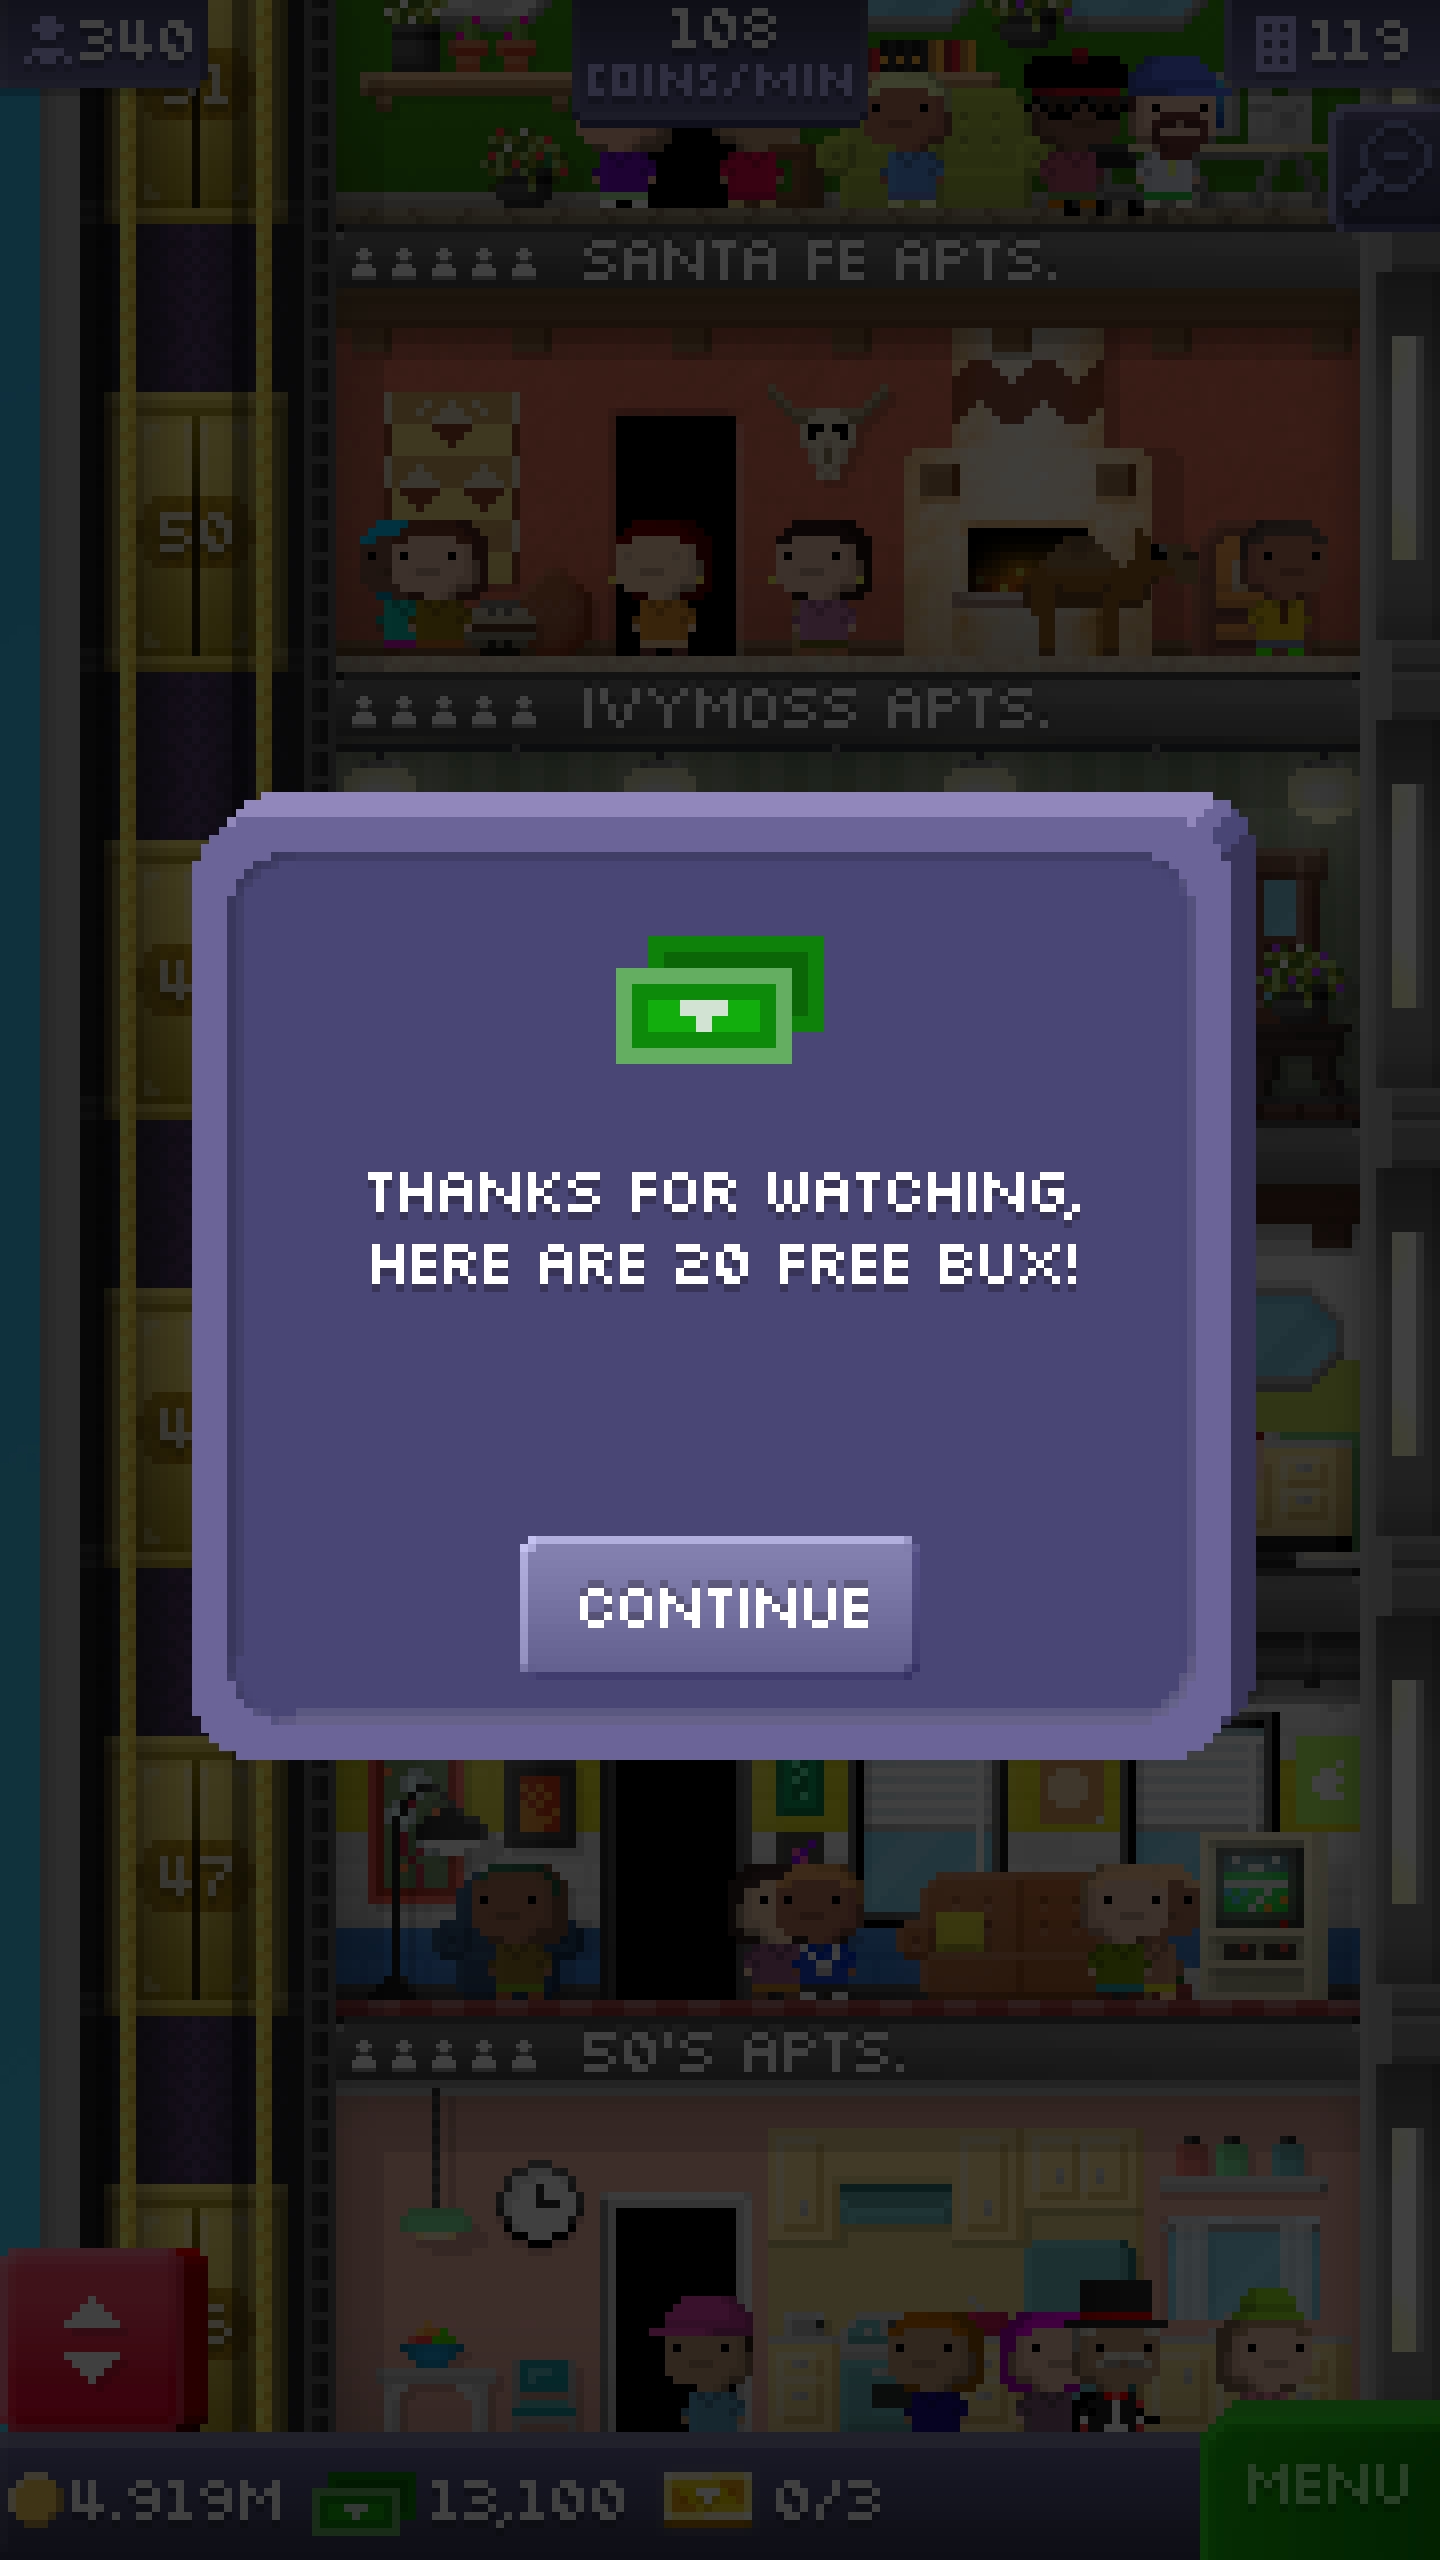 340
108
COINS/MIN
119
SANTA FE APTS.
50
IVYMOSS APTS.
THANKS FOR WATCHING,
HERE ARE 20 FREE BUX!
CONTINUE
47
50'S APTS.
4.919M
13,100
0/3
MENU